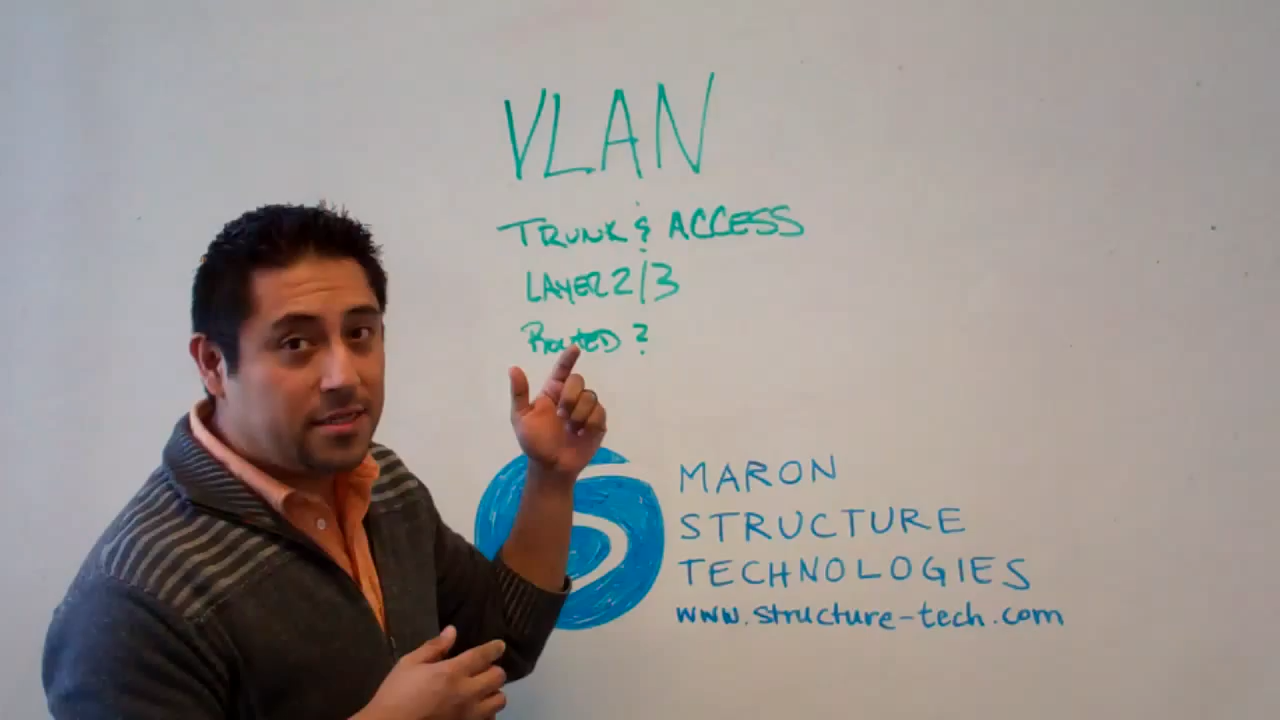 VLAN
TRUNK & ACCESS
LAYER 2/3
ROUTED ?
MARON
STRUCTURE
TECHNOLOGIES
www.structure-tech.com